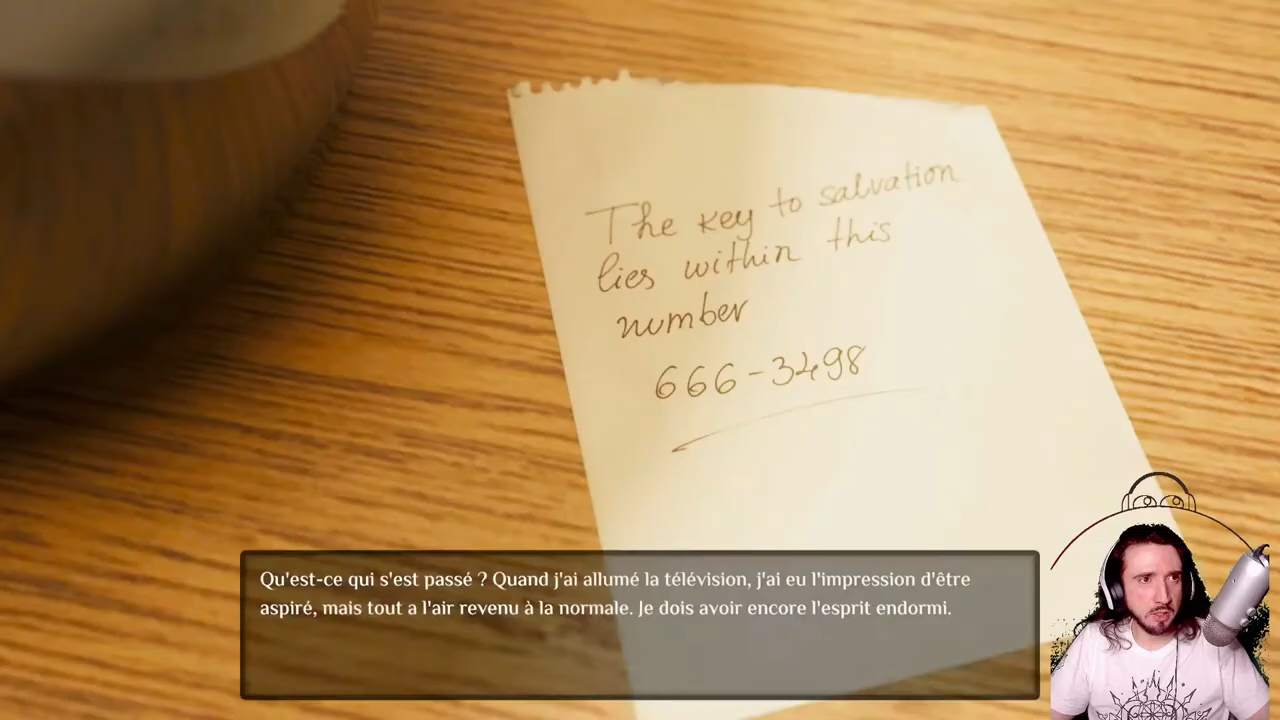 The key to salvation
lies within this
number
666-3498
Qu'est-ce qui s'est passé ? Quand j'ai allumé la télévision, j'ai eu l'impression d'être
aspiré, mais tout a l'air revenu à la normale. Je dois avoir encore l'esprit endormi.